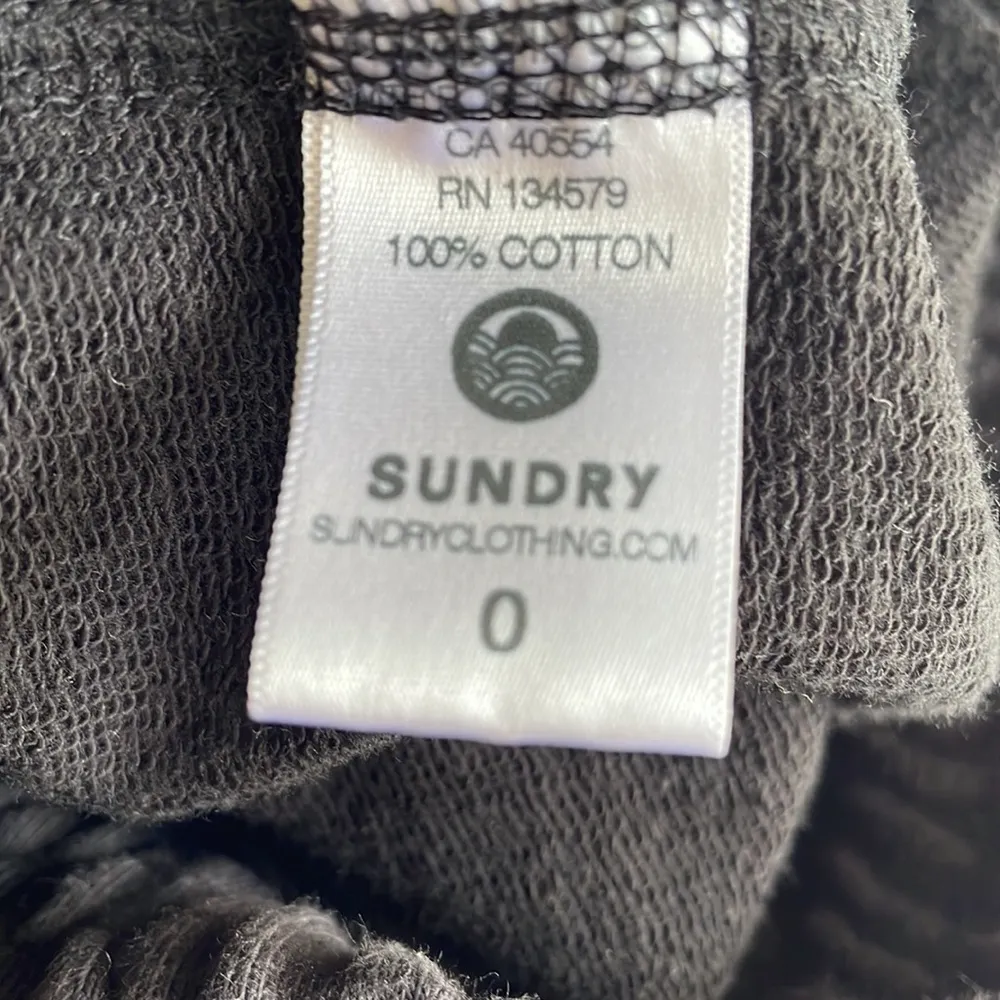 CA 40554
RN 134579
100% COTTON
SUNDRY
SUNDRYCLOTHING.COM
0